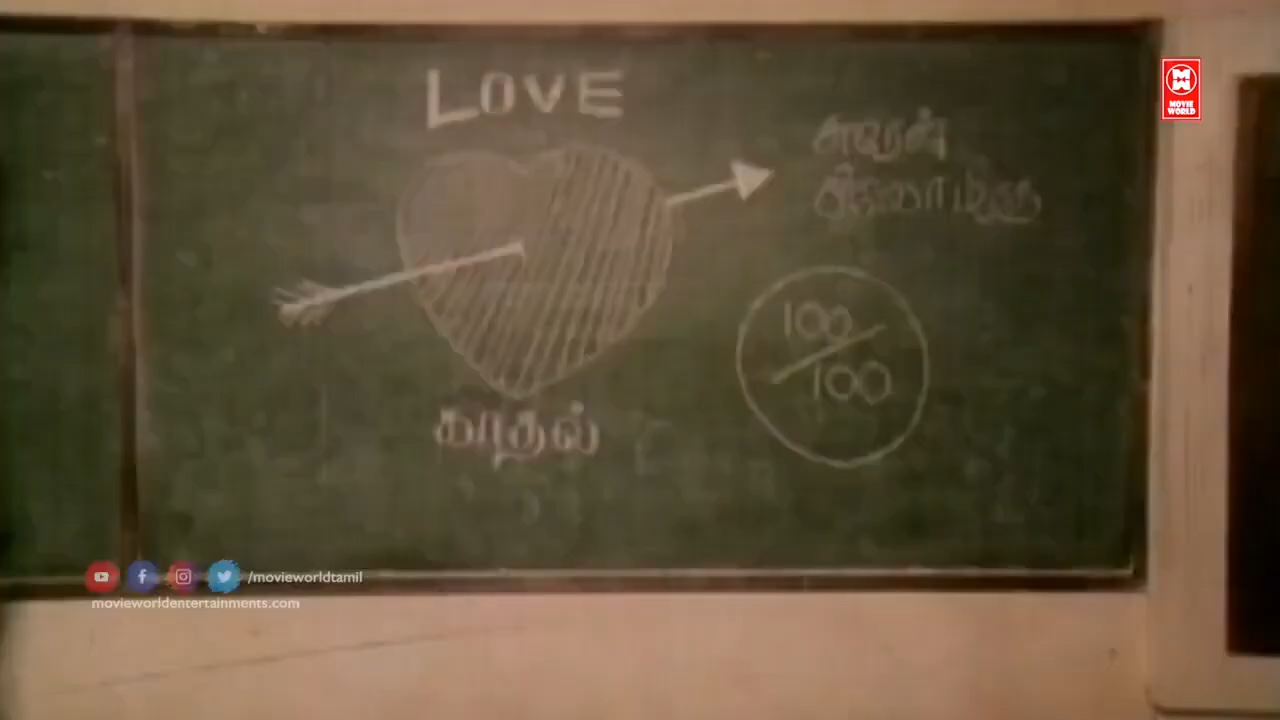 LOVE
காதல்
சுரேன்
100
100
MOVIE
WORLD
/movieworldtamil
movieworldentertainments.com